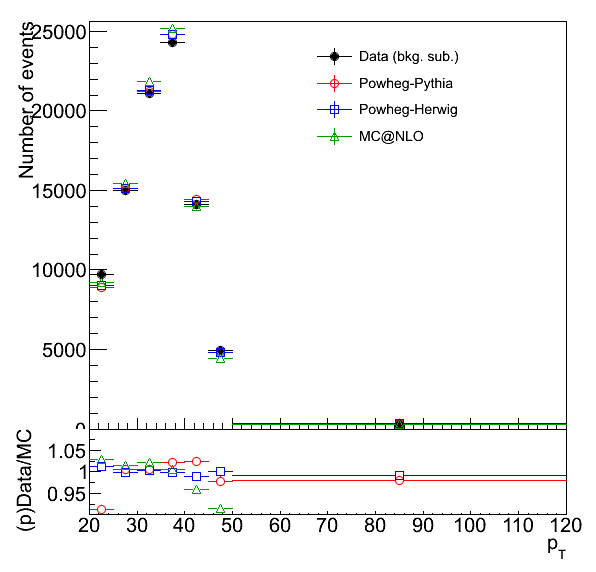 Number of events
25000
20000
15000
10000
5000
0
Data (bkg. sub.)
Powheg-Pythia
Powheg-Herwig
MC@NLO
(p)Data/MC
1.05
1
0.95
20 30 40 50 60 70 80 90 100 110 120
p_T